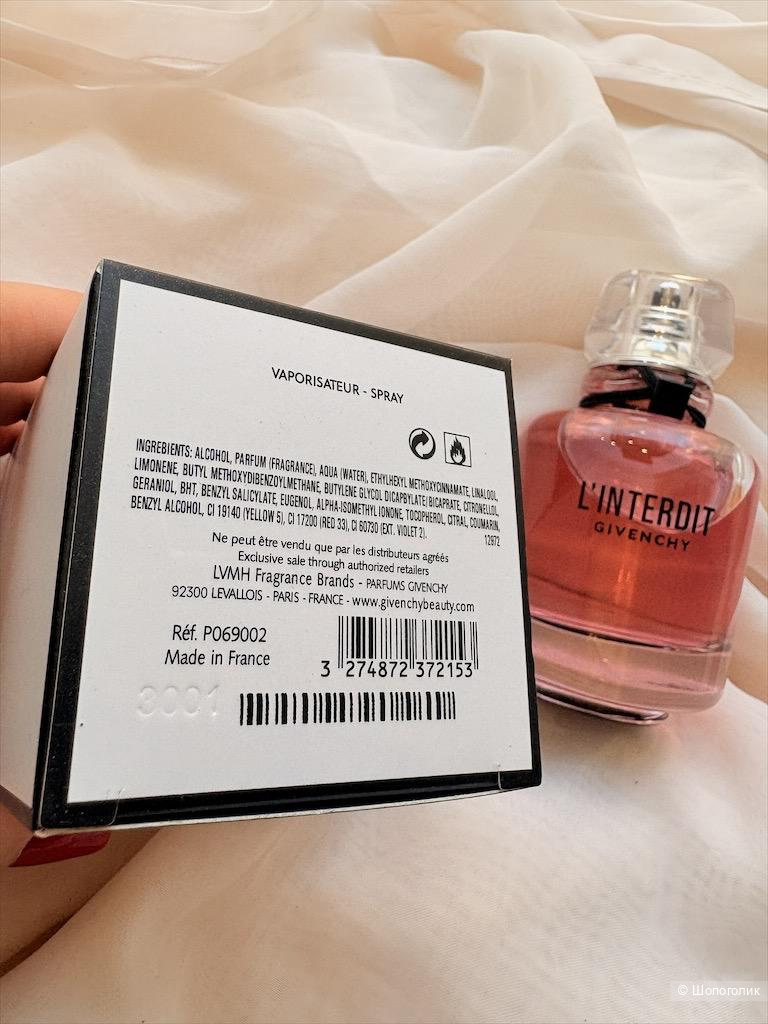 VAPORISATEUR - SPRAY
INGREBIENTS: ALCOHOL, PARFUM (FRAGRANCE), AQUA (WATER), ETHYLHEXYL METHOXYCINNAMATE, LINALOOL,
LIMONENE, BUTYL METHOXYDIBENZOYLMETHANE, BUTYLENE GLYCOL DICAPBYLATE/BICAPRATE, CITRONELLOL,
GERANIOL, BHT, BENZYL SALICYLATE, EUGENOL, ALPHA-ISOMETHYL IONONE, TOCOPHEROL, CITRAL, COUMARIN,
BENZYL ALCOHOL, CI 19140 (YELLOW 5), CI 17200 (RED 33), CI 60730 (EXT. VIOLET 2).
12972
Ne peut être vendu que par les distributeurs agréés
Exclusive sale through authorized retailers
LVMH Fragrance Brands - PARFUMS GIVENCHY
92300 LEVALLOIS - PARIS - FRANCE - www.givenchybeauty.com
Réf. P069002
Made in France
3 274872 372153
3001
L'INTERDIT
GIVENCHY
© Шопоголик